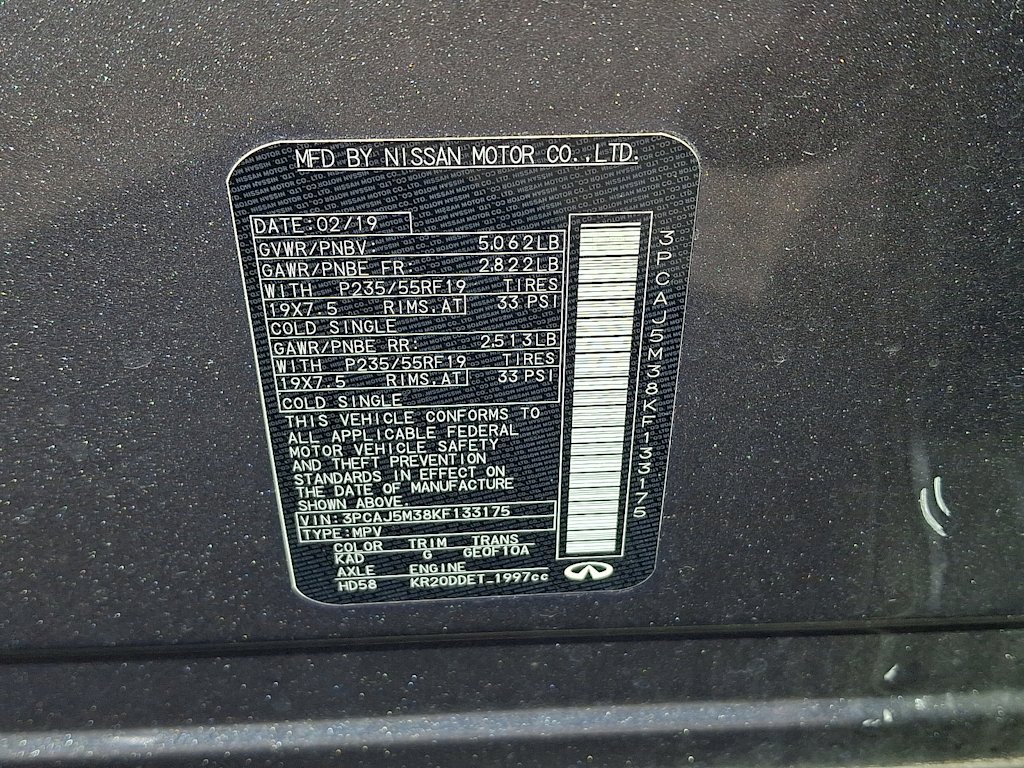 MFD BY NISSAN MOTOR CO.,LTD.
DATE:02/19
GVWR/PNBV: 5,062LB
GAWR/PNBE FR: 2,822LB
WITH P235/55RF19 TIRES
19X7.5 RIMS,AT 33 PSI
COLD SINGLE
GAWR/PNBE RR: 2,513LB
WITH P235/55RF19 TIRES
19X7.5 RIMS,AT 33 PSI
COLD SINGLE
THIS VEHICLE CONFORMS TO
ALL APPLICABLE FEDERAL
MOTOR VEHICLE SAFETY
AND THEFT PREVENTION
STANDARDS IN EFFECT ON
THE DATE OF MANUFACTURE
SHOWN ABOVE
VIN:3PCAJ5M38KF133175
TYPE:MPV
COLOR TRIM TRANS
KAD G GE0F10A
AXLE ENGINE
HD58 KR20DDET_1997cc
3PCAJ5M38KF133175